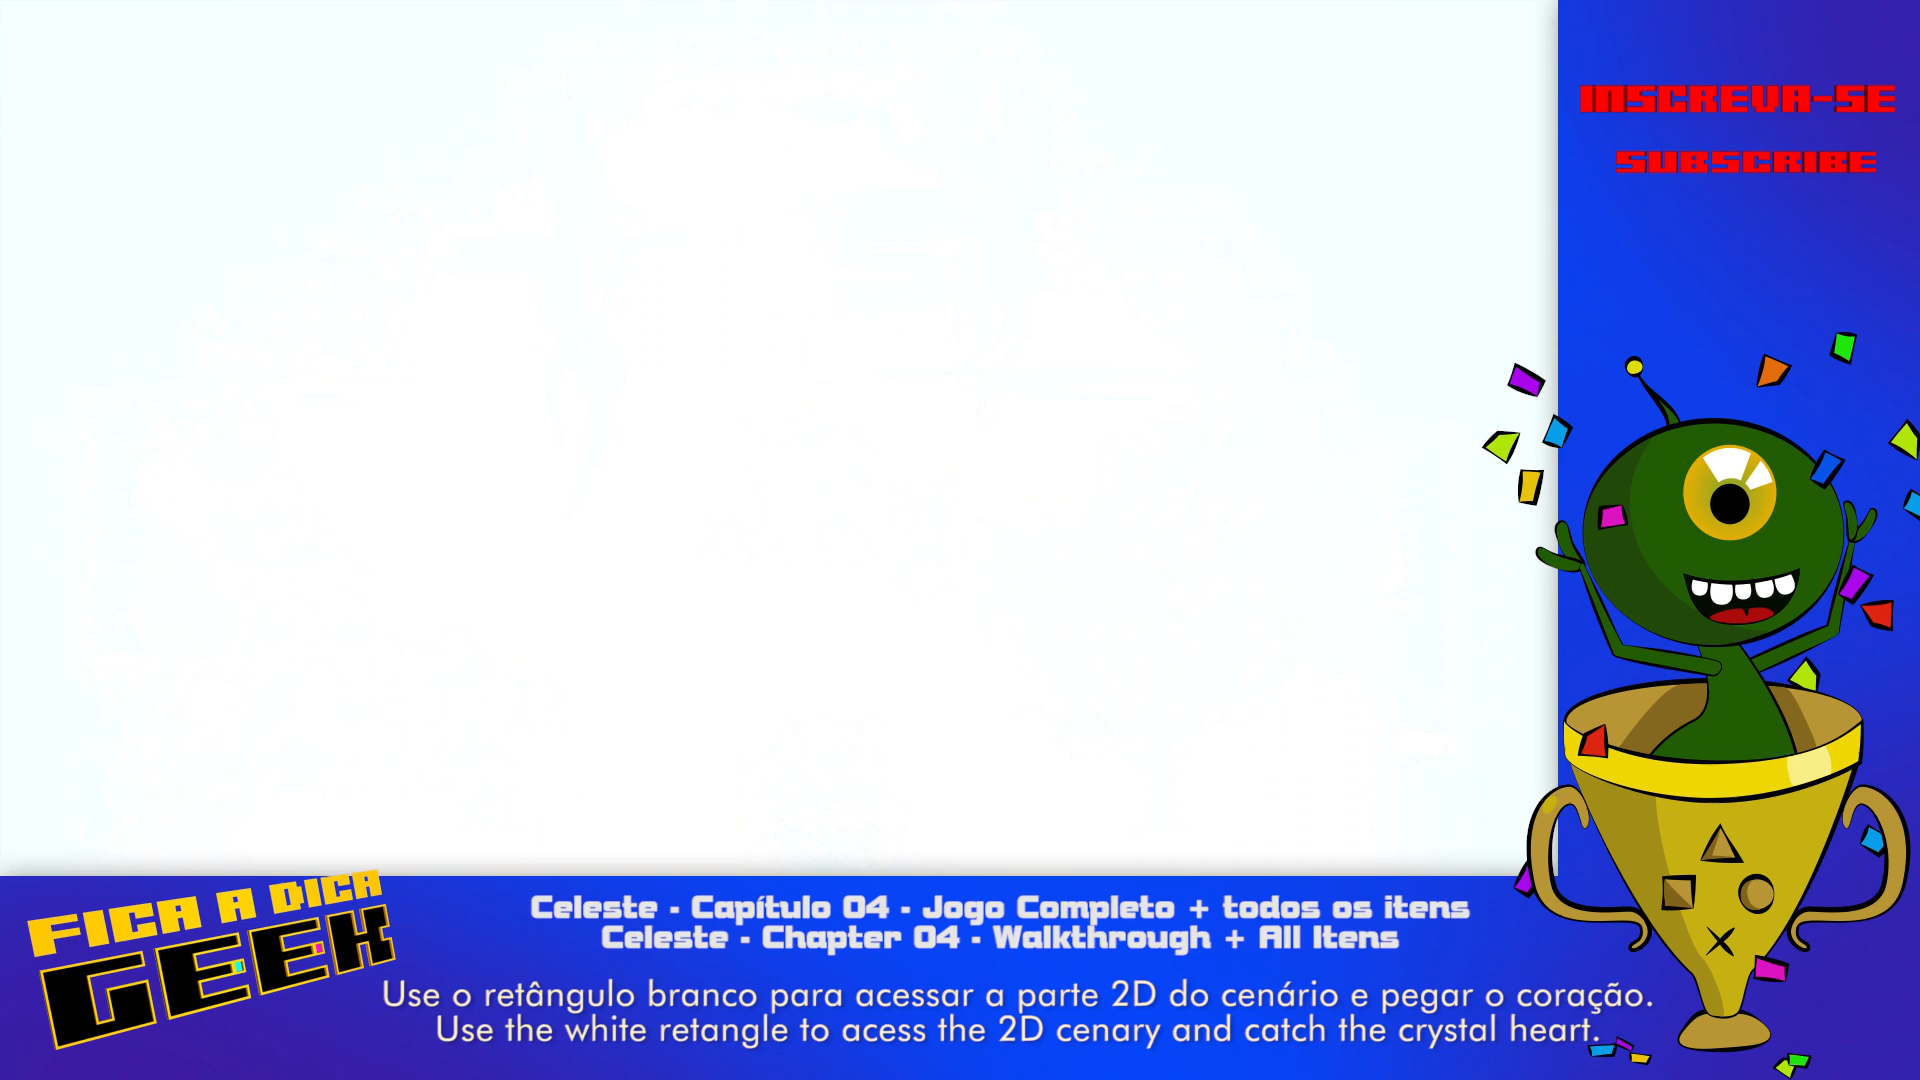 INSCREVA-SE
SUBSCRIBE
FICA A DICA
GEEK
Celeste - Capítulo 04 - Jogo Completo + todos os itens
Celeste - Chapter 04 - Walkthrough + All Itens
Use o retângulo branco para acessar a parte 2D do cenário e pegar o coração.
Use the white retangle to acess the 2D cenary and catch the crystal heart.